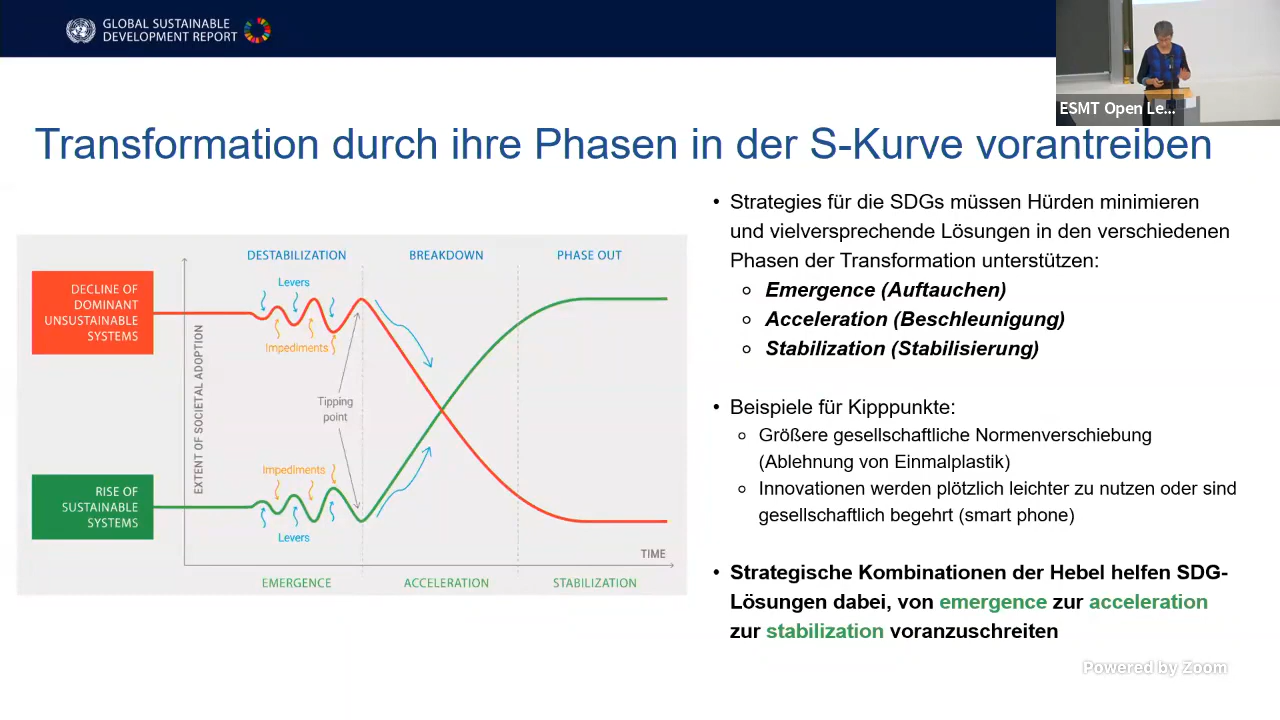 GLOBAL SUSTAINABLE
DEVELOPMENT REPORT
ESMT Open Le...
Transformation durch ihre Phasen in der S-Kurve vorantreiben
DESTABILIZATION
BREAKDOWN
PHASE OUT
DECLINE OF
DOMINANT
UNSUSTAINABLE
SYSTEMS
Levers
Impediments
EXTENT OF SOCIETAL ADOPTION
Tipping
point
RISE OF
SUSTAINABLE
SYSTEMS
Impediments
Levers
TIME
EMERGENCE
ACCELERATION
STABILIZATION
• Strategies für die SDGs müssen Hürden minimieren
und vielversprechende Lösungen in den verschiedenen
Phasen der Transformation unterstützen:
○ Emergence (Auftauchen)
○ Acceleration (Beschleunigung)
○ Stabilization (Stabilisierung)
• Beispiele für Kipppunkte:
○ Größere gesellschaftliche Normenverschiebung
(Ablehnung von Einmalplastik)
○ Innovationen werden plötzlich leichter zu nutzen oder sind
gesellschaftlich begehrt (smart phone)
• Strategische Kombinationen der Hebel helfen SDG-
Lösungen dabei, von emergence zur acceleration
zur stabilization voranzuschreiten
Powered by Zoom